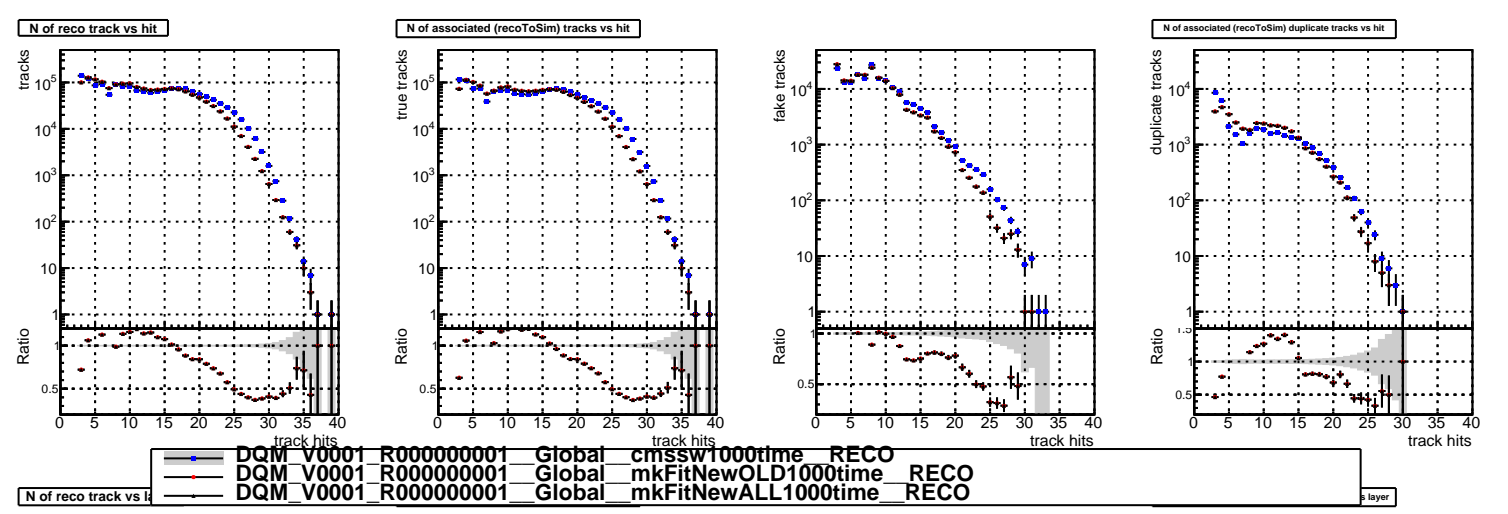 N of reco track vs hit
N of associated (recoToSim) tracks vs hit
N of associated (recoToSim) duplicate tracks vs hit
tracks
10^5
10^4
10^3
10^2
10
1
Ratio
1
0.5
0 5 10 15 20 25 30 35 40
track hits
true tracks
10^5
10^4
10^3
10^2
10
1
Ratio
1
0.5
0 5 10 15 20 25 30 35 40
track hits
fake tracks
10^4
10^3
10^2
10
1
Ratio
1
0.5
0 5 10 15 20 25 30 35 40
track hits
duplicate tracks
10^4
10^3
10^2
10
1
Ratio
1.5
1
0.5
0 5 10 15 20 25 30 35 40
track hits
DQM_V0001_R000000001__Global__cmssw1000time__RECO
DQM_V0001_R000000001__Global__mkFitNewOLD1000time__RECO
DQM_V0001_R000000001__Global__mkFitNewALL1000time__RECO
N of reco track vs la
s layer